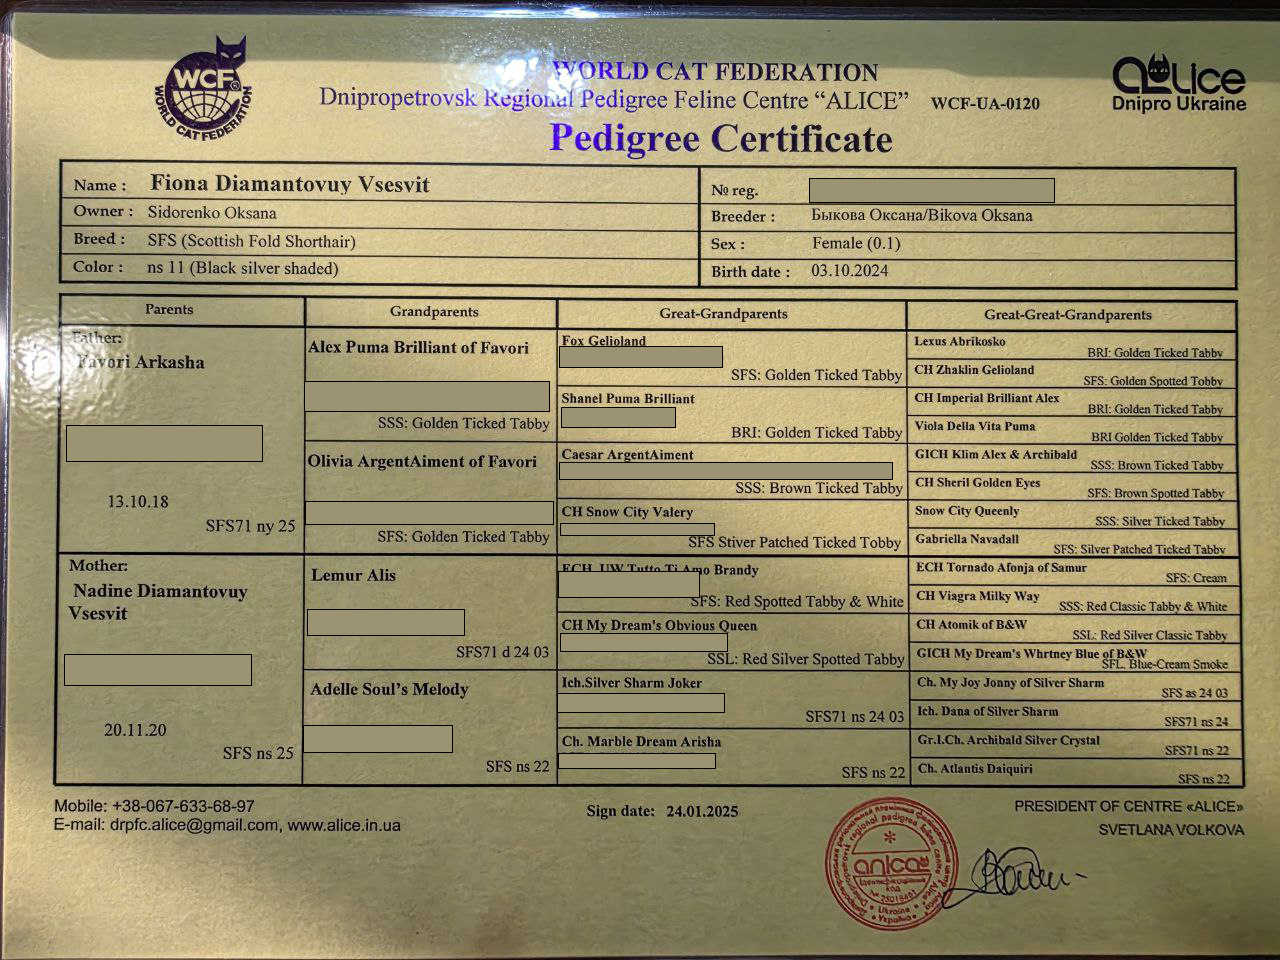 WCF®
WORLD CAT FEDERATION
WORLD CAT FEDERATION
Dnipropetrovsk Regional Pedigree Feline Centre “ALICE” WCF-UA-0120
Pedigree Certificate
ALice
Dnipro Ukraine
Name : Fiona Diamantovuy Vsesvit
№ reg.
Owner : Sidorenko Oksana
Breeder : Быкова Оксана/Bikova Oksana
Breed : SFS (Scottish Fold Shorthair)
Sex : Female (0.1)
Color : ns 11 (Black silver shaded)
Birth date : 03.10.2024
Parents
Grandparents
Great-Grandparents
Great-Great-Grandparents
Father:
Favori Arkasha
13.10.18
SFS71 ny 25
Mother:
Nadine Diamantovuy
Vsesvit
20.11.20
SFS ns 25
Alex Puma Brilliant of Favori
SSS: Golden Ticked Tabby
Olivia ArgentAiment of Favori
SFS: Golden Ticked Tabby
Lemur Alis
SFS71 d 24 03
Adelle Soul's Melody
SFS ns 22
Fox Gelioland
SFS: Golden Ticked Tabby
Shanel Puma Brilliant
BRI: Golden Ticked Tabby
Caesar ArgentAiment
SSS: Brown Ticked Tabby
CH Snow City Valery
SFS Stiver Patched Ticked Tobby
ECH, UW Tutto Ti Amo Brandy
SFS: Red Spotted Tabby & White
CH My Dream's Obvious Queen
SSL: Red Silver Spotted Tabby
Ich.Silver Sharm Joker
SFS71 ns 24 03
Ch. Marble Dream Arisha
SFS ns 22
Lexus Abrikosko
BRI: Golden Ticked Tabby
CH Zhaklin Gelioland
SFS: Golden Spotted Tobby
CH Imperial Brilliant Alex
BRI: Golden Ticked Tabby
Viola Della Vita Puma
BRI Golden Ticked Tabby
GICH Klim Alex & Archibald
SSS: Brown Ticked Tabby
CH Sheril Golden Eyes
SFS: Brown Spotted Tabby
Snow City Queenly
SSS: Silver Ticked Tabby
Gabriella Navadall
SFS: Silver Patched Ticked Tabby
ECH Tornado Afonja of Samur
SFS: Cream
CH Viagra Milky Way
SSS: Red Classic Tabby & White
CH Atomik of B&W
SSL: Red Silver Classic Tabby
GICH My Dream's Whrtney Blue of B&W
SFL. Blue-Cream Smoke
Ch. My Joy Jonny of Silver Sharm
SFS as 24 03
Ich. Dana of Silver Sharm
SFS71 ns 24
Gr.I.Ch. Archibald Silver Crystal
SFS71 ns 22
Ch. Atlantis Daiquiri
SFS ns 22
Mobile: +38-067-633-68-97
E-mail: drpfc.alice@gmail.com, www.alice.in.ua
Sign date: 24.01.2025
PRESIDENT OF CENTRE «ALICE»
SVETLANA VOLKOVA
Ukraine
Україна